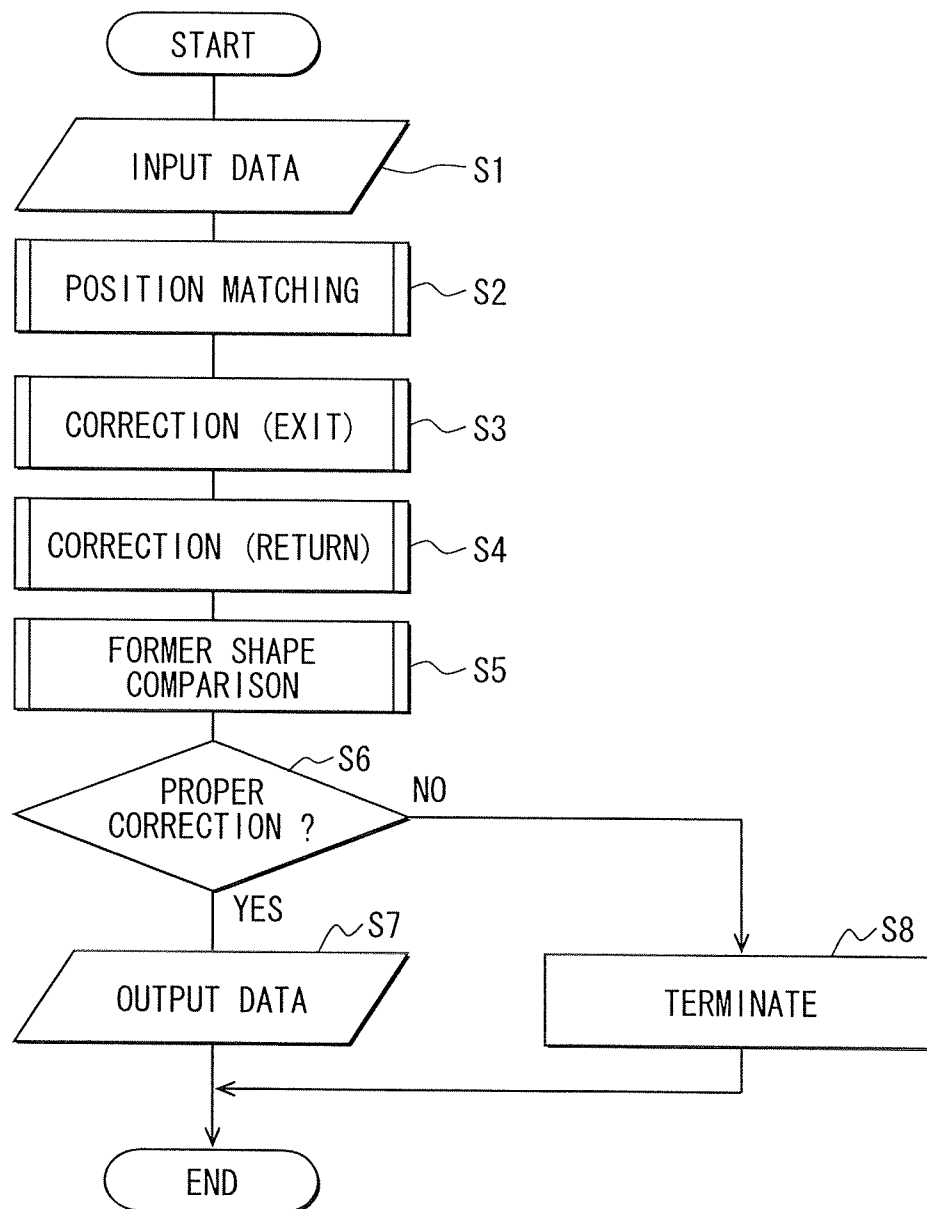 START
INPUT DATA
S1
POSITION MATCHING
S2
CORRECTION (EXIT)
S3
CORRECTION (RETURN)
S4
FORMER SHAPE
COMPARISON
S5
S6
PROPER
CORRECTION ?
NO
YES
S7
OUTPUT DATA
S8
TERMINATE
END